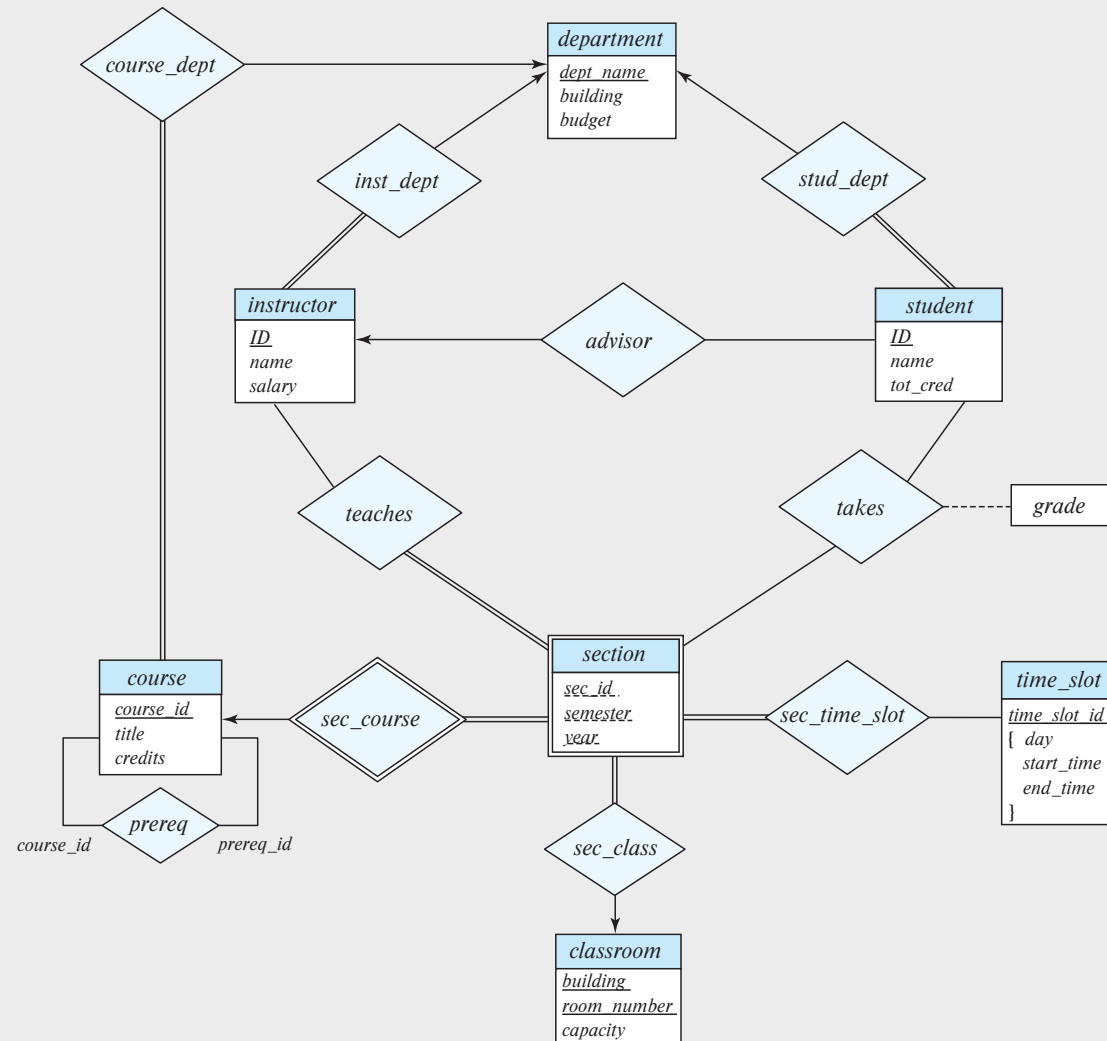 department
dept_name
building
budget
course_dept
inst_dept
stud_dept
instructor
ID
name
salary
advisor
student
ID
name
tot_cred
teaches
takes
grade
course
course_id
title
credits
sec_course
section
sec_id
semester
year
sec_time_slot
time_slot
time_slot_id
{ day
start_time
end_time
}
prereq
course_id
prereq_id
sec_class
classroom
building
room_number
capacity